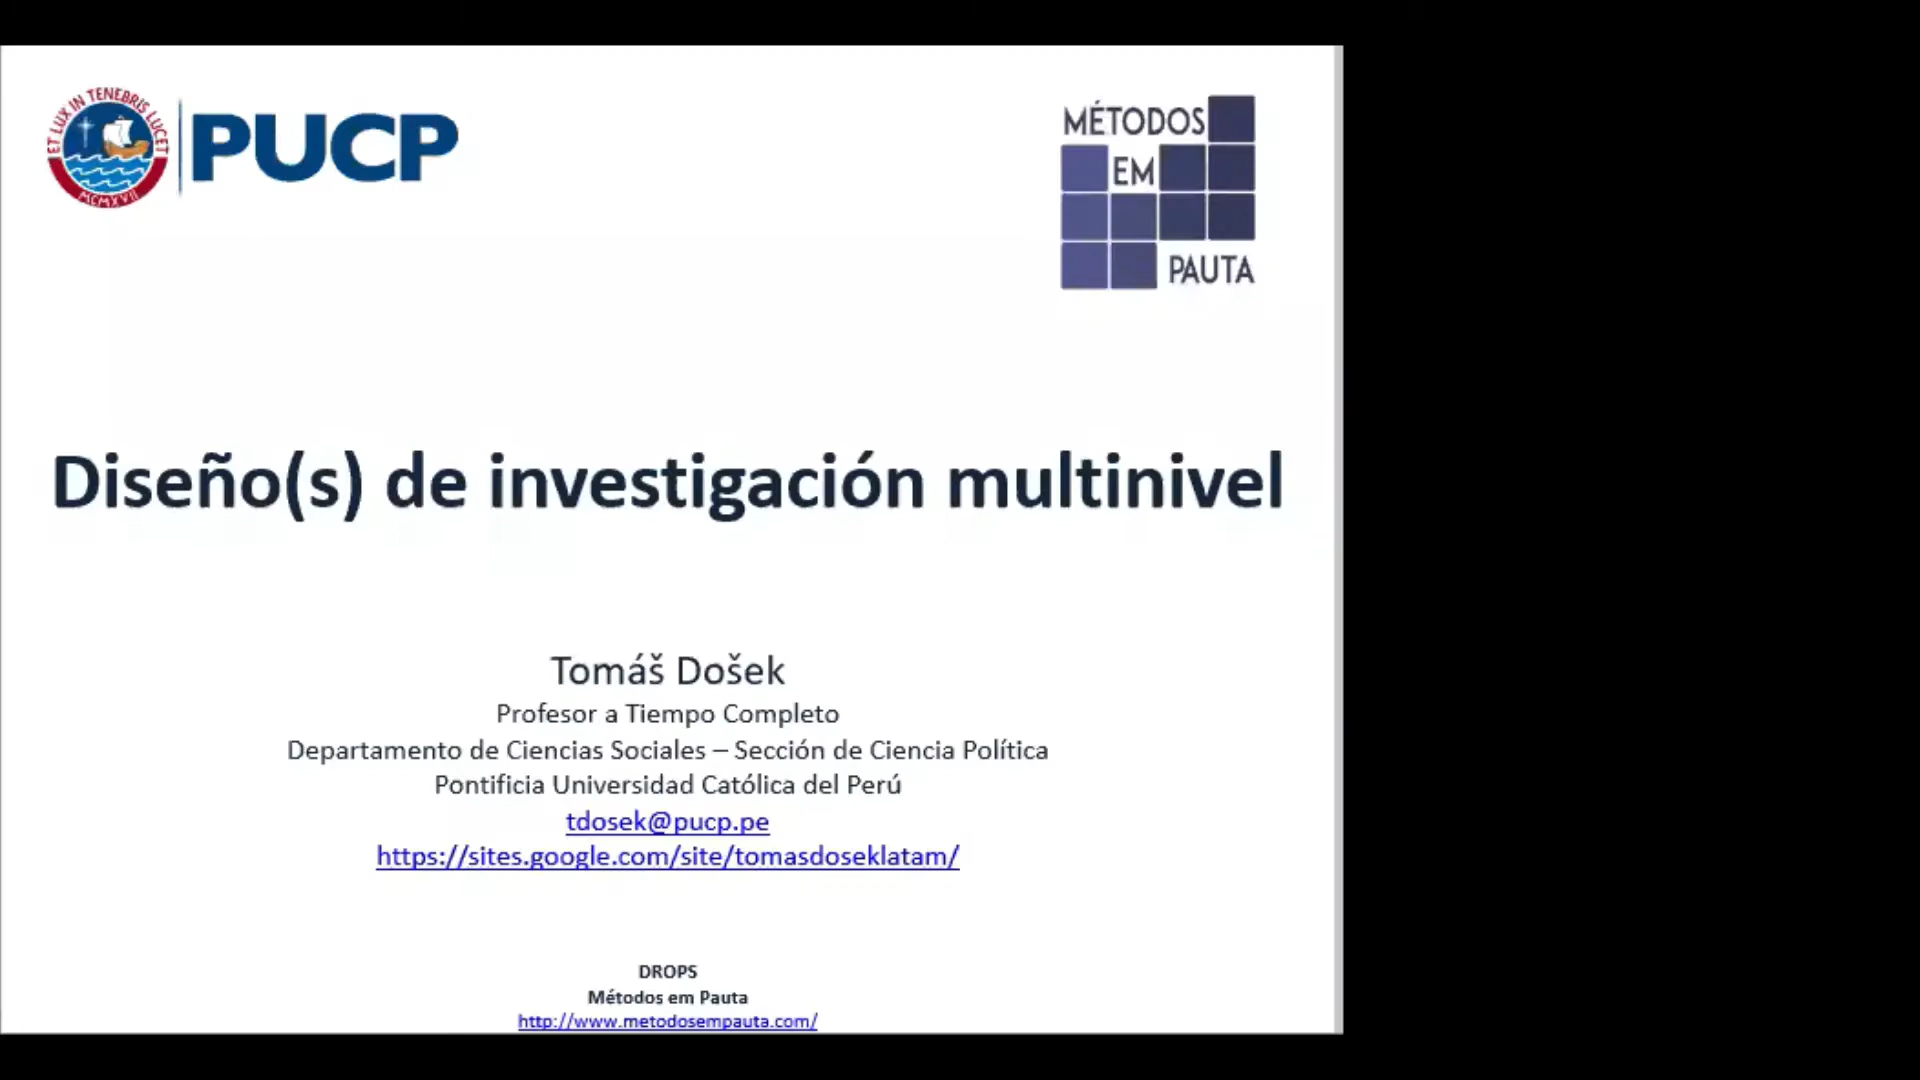 ET LUX IN TENEBRIS LUCET
MCMXVII
PUCP
MÉTODOS
EM
PAUTA
Diseño(s) de investigación multinivel
Tomáš Došek
Profesor a Tiempo Completo
Departamento de Ciencias Sociales – Sección de Ciencia Política
Pontificia Universidad Católica del Perú
tdosek@pucp.pe
https://sites.google.com/site/tomasdoseklatam/
DROPS
Métodos em Pauta
http://www.metodosempauta.com/